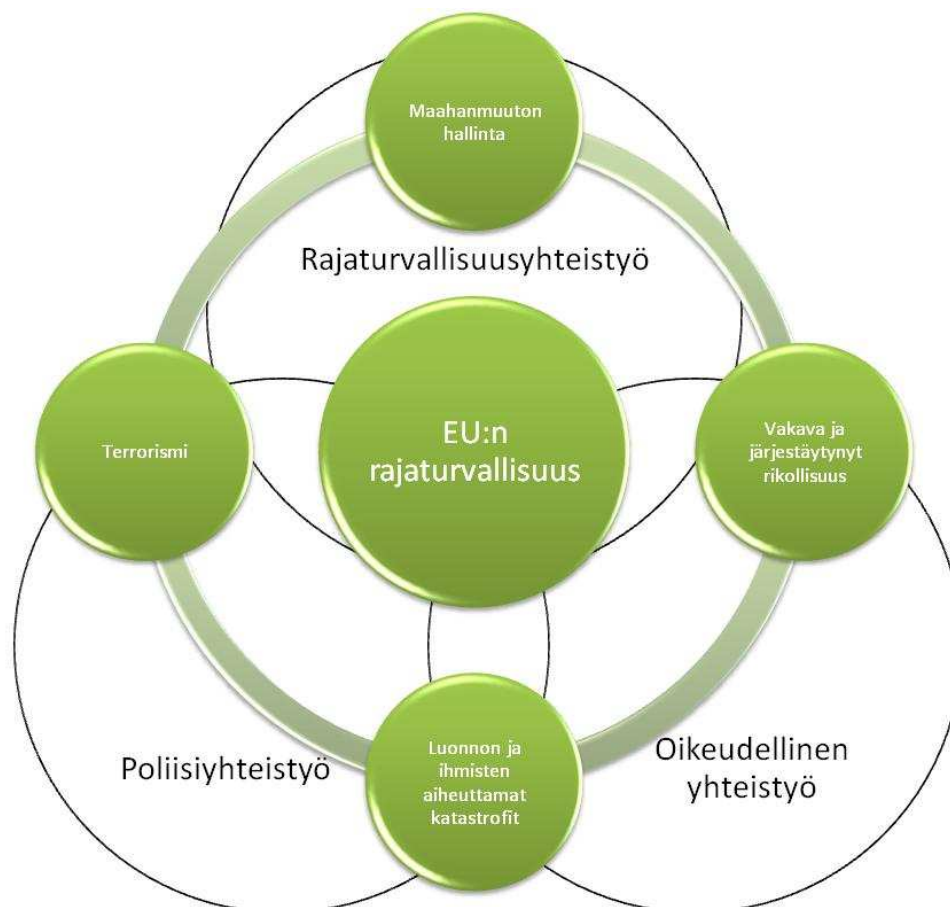 Maahanmuuton
hallinta
Rajaturvallisuusyhteistyö
Terrorismi
EU:n
rajaturvallisuus
Vakava ja
järjestäytynyt
rikollisuus
Poliisiyhteistyö
Luonnon ja
ihmisten
aiheuttamat
katastrofit
Oikeudellinen
yhteistyö